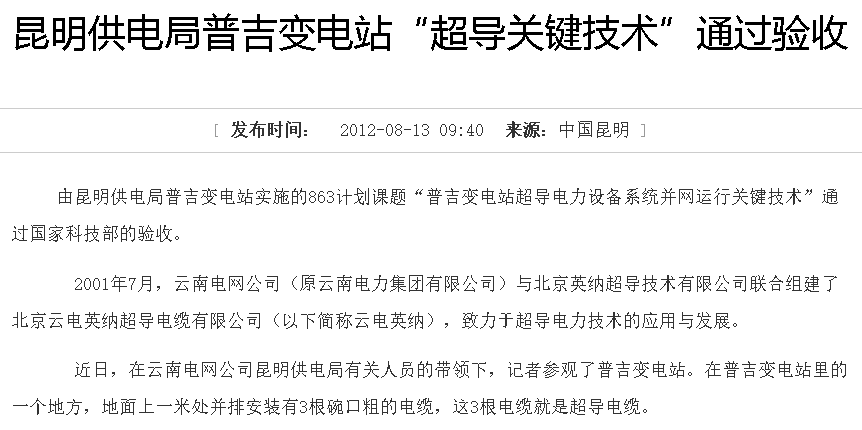 昆明供电局普吉变电站“超导关键技术”通过验收
[ 发布时间： 2012-08-13 09:40 来源：中国昆明 ]
由昆明供电局普吉变电站实施的863计划课题“普吉变电站超导电力设备系统并网运行关键技术”通
过国家科技部的验收。
2001年7月，云南电网公司（原云南电力集团有限公司）与北京英纳超导技术有限公司联合组建了
北京云电英纳超导电缆有限公司（以下简称云电英纳），致力于超导电力技术的应用与发展。
近日，在云南电网公司昆明供电局有关人员的带领下，记者参观了普吉变电站。在普吉变电站里的
一个地方，地面上一米处并排安装有3根碗口粗的电缆，这3根电缆就是超导电缆。